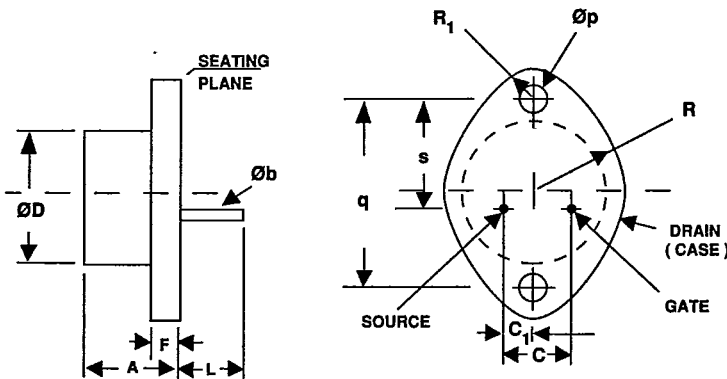 SEATING
PLANE
Øb
ØD
F
A
L
R1
Øp
R
s
q
DRAIN
( CASE )
GATE
SOURCE
C1
C